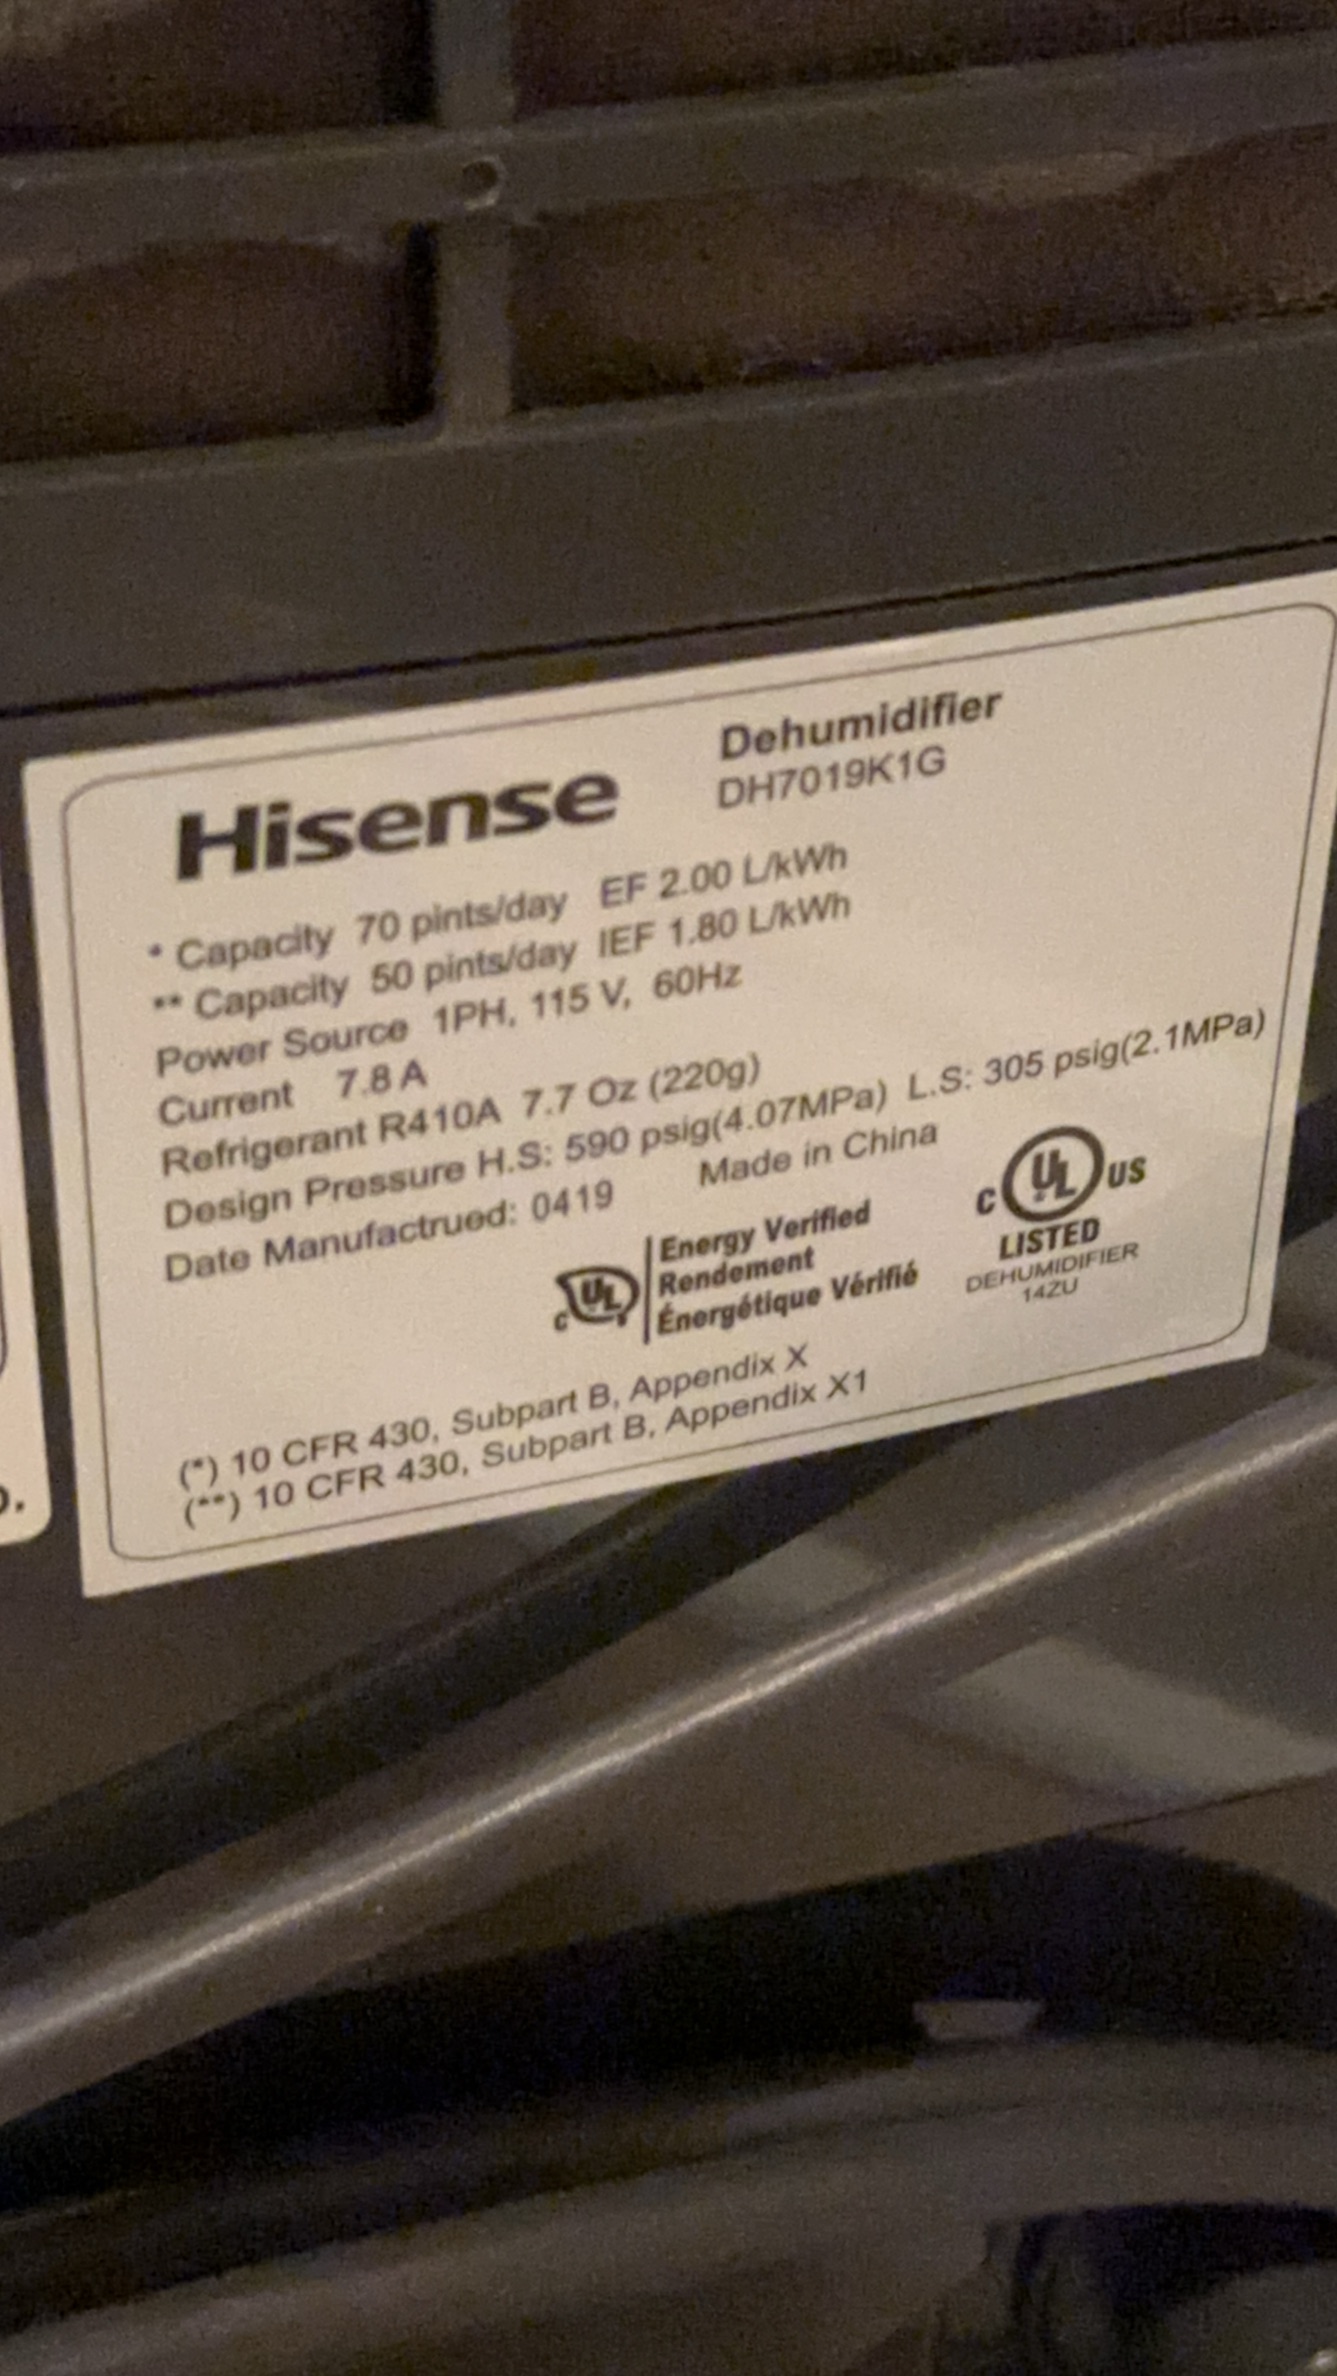 Hisense
Dehumidifier
DH7019K1G
* Capacity 70 pints/day EF 2.00 L/kWh
** Capacity 50 pints/day IEF 1.80 L/kWh
Power Source 1PH, 115 V, 60Hz
Current 7.8 A
Refrigerant R410A 7.7 Oz (220g)
Design Pressure H.S: 590 psig(4.07MPa) L.S: 305 psig(2.1MPa)
Date Manufactrued: 0419 Made in China
C UL Energy Verified
Rendement
Énergétique Vérifié
C UL US
LISTED
DEHUMIDIFIER
14ZU
(*) 10 CFR 430, Subpart B, Appendix X
(**) 10 CFR 430, Subpart B, Appendix X1